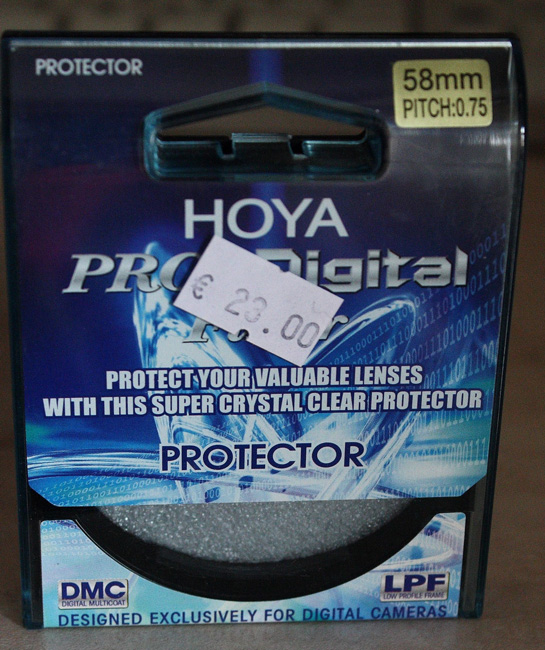 PROTECTOR
58mm
PITCH:0.75
HOYA
Digital
€ 23.00
PROTECT YOUR VALUABLE LENSES
WITH THIS SUPER CRYSTAL CLEAR PROTECTOR
PROTECTOR
DMC
DIGITAL MULTICOAT
LPF
LOW PROFILE FRAME
DESIGNED EXCLUSIVELY FOR DIGITAL CAMERAS